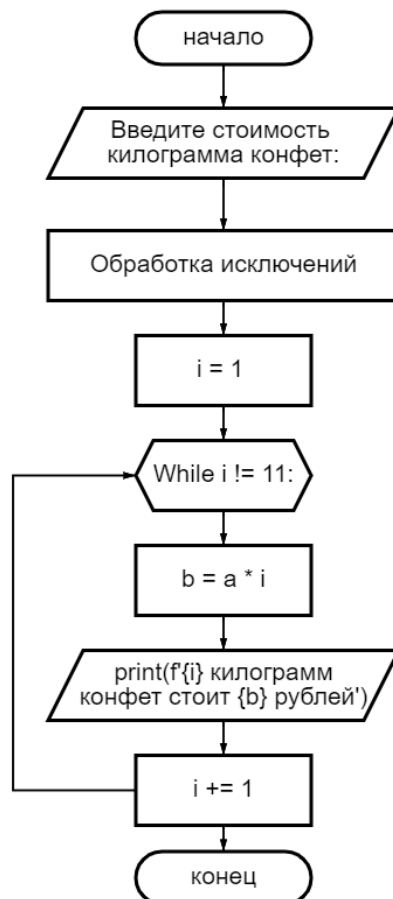 начало
Введите стоимость
килограмма конфет:
Обработка исключений
i = 1
While i != 11:
b = a * i
print(f'{i} килограмм
конфет стоит {b} рублей')
i += 1
конец